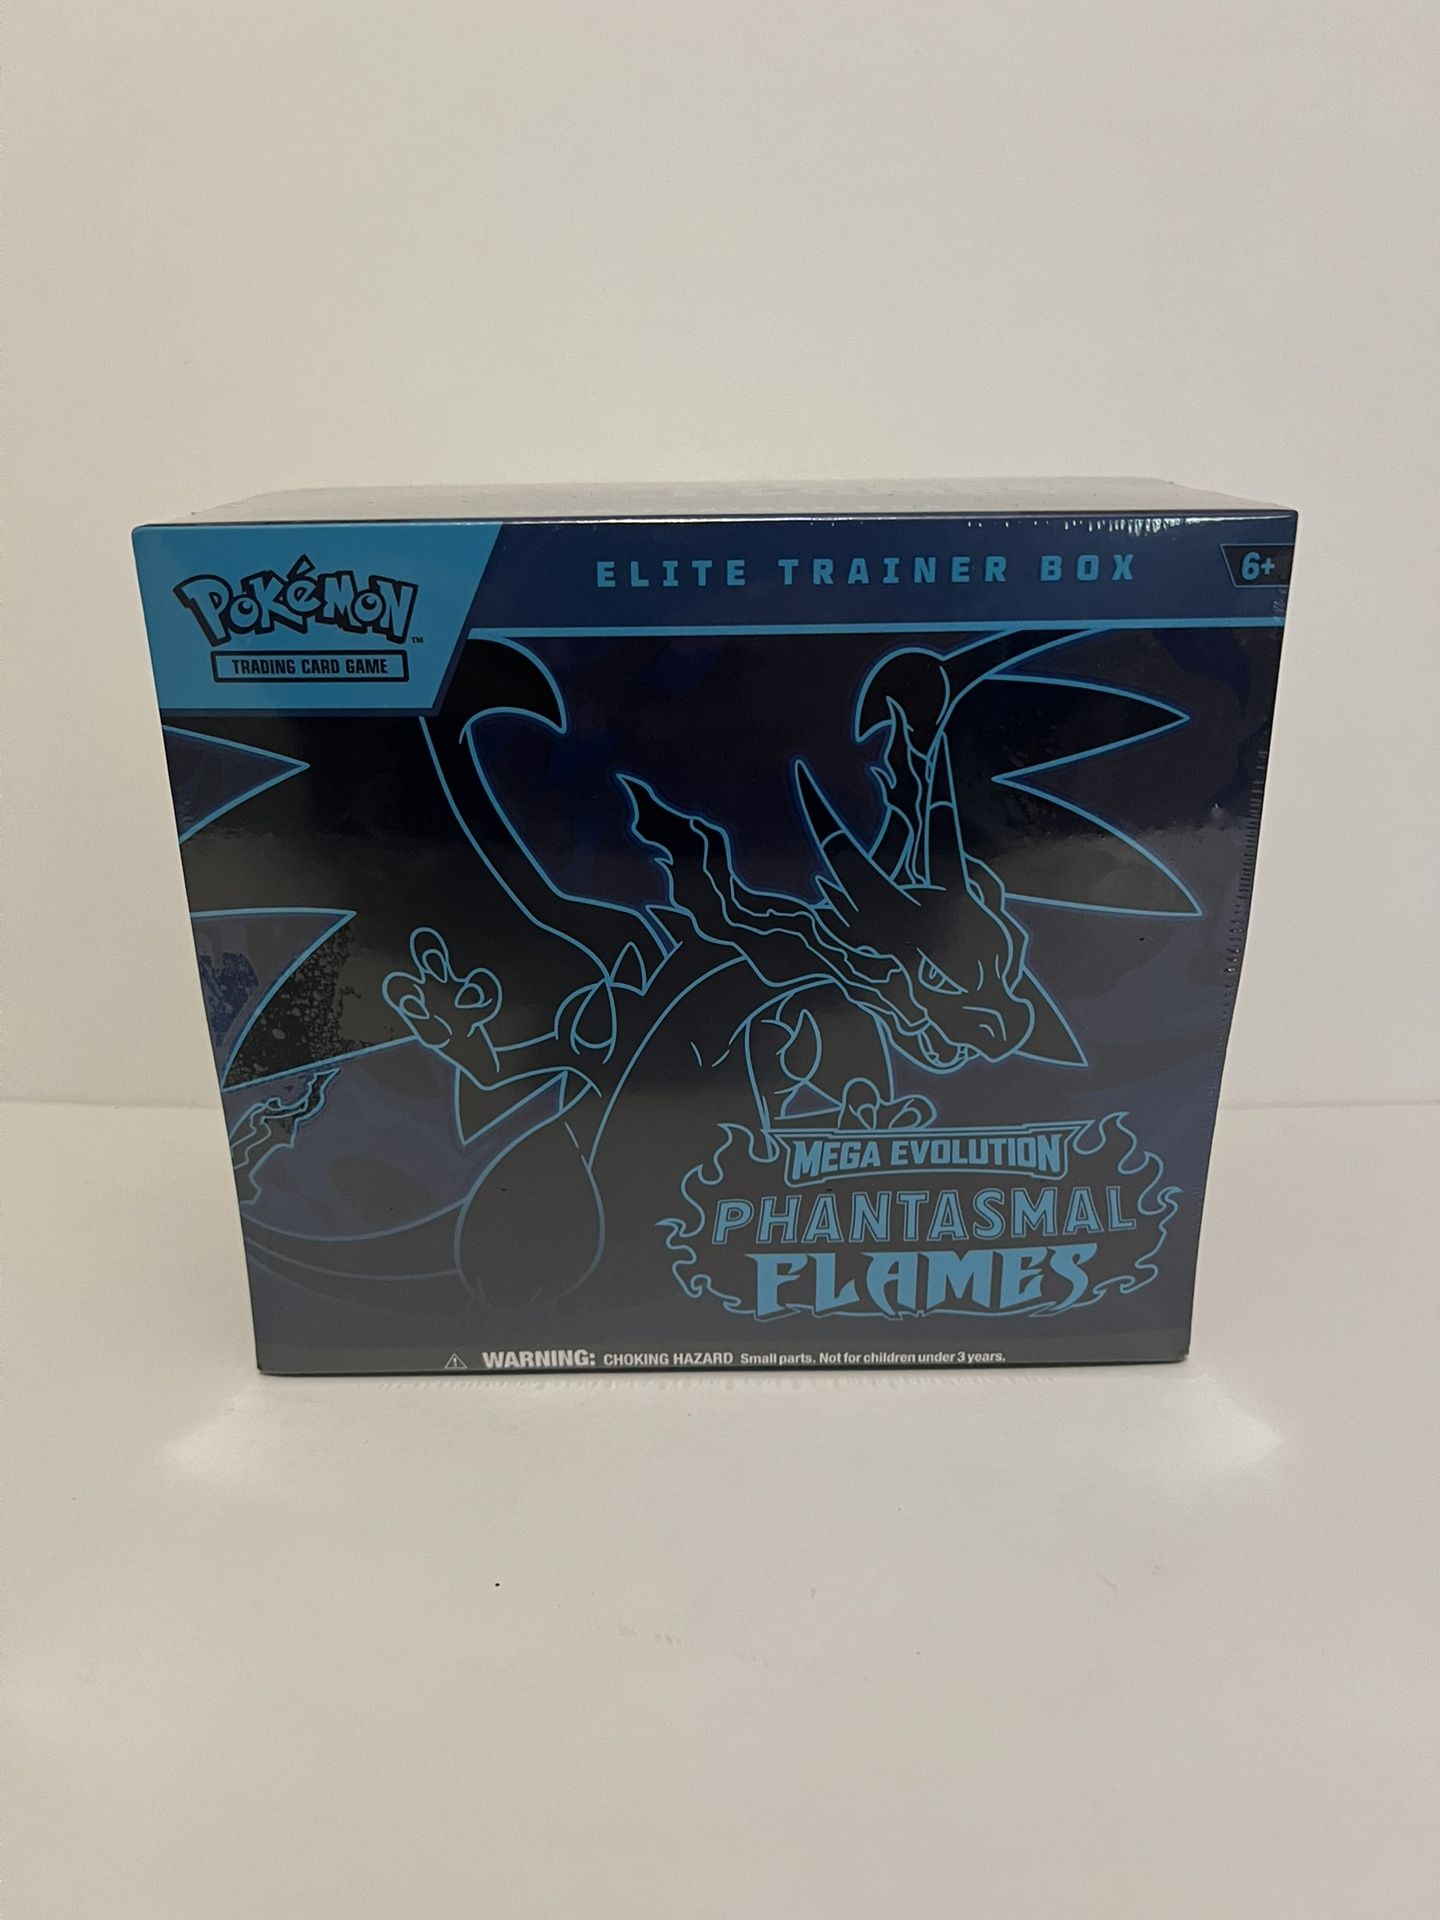 ELITE TRAINER BOX
6+
POKéMON™
TRADING CARD GAME
MEGA EVOLUTION
PHANTASMAL
FLAMES
WARNING: CHOKING HAZARD Small parts. Not for children under 3 years.